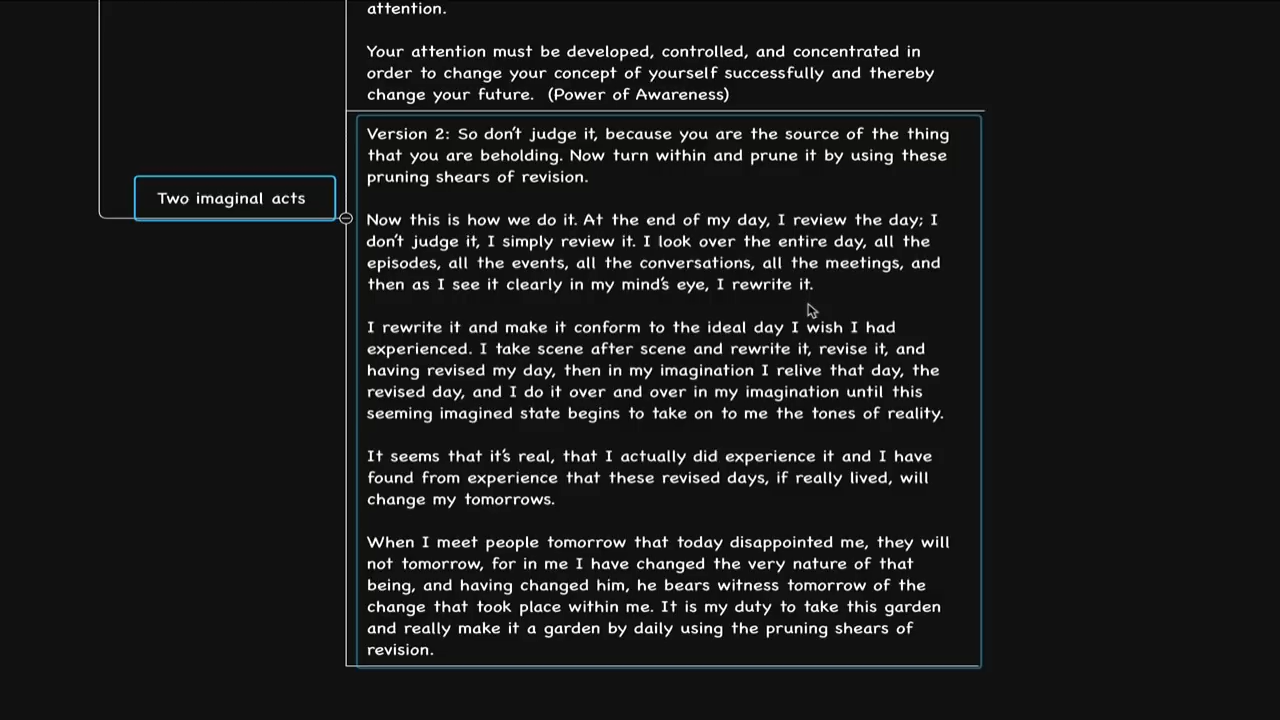 attention.
Your attention must be developed, controlled, and concentrated in
order to change your concept of yourself successfully and thereby
change your future. (Power of Awareness)
Two imaginal acts
Version 2: So don't judge it, because you are the source of the thing
that you are beholding. Now turn within and prune it by using these
pruning shears of revision.
Now this is how we do it. At the end of my day, I review the day; I
don't judge it, I simply review it. I look over the entire day, all the
episodes, all the events, all the conversations, all the meetings, and
then as I see it clearly in my mind's eye, I rewrite it.
I rewrite it and make it conform to the ideal day I wish I had
experienced. I take scene after scene and rewrite it, revise it, and
having revised my day, then in my imagination I relive that day, the
revised day, and I do it over and over in my imagination until this
seeming imagined state begins to take on to me the tones of reality.
It seems that it's real, that I actually did experience it and I have
found from experience that these revised days, if really lived, will
change my tomorrows.
When I meet people tomorrow that today disappointed me, they will
not tomorrow, for in me I have changed the very nature of that
being, and having changed him, he bears witness tomorrow of the
change that took place within me. It is my duty to take this garden
and really make it a garden by daily using the pruning shears of
revision.